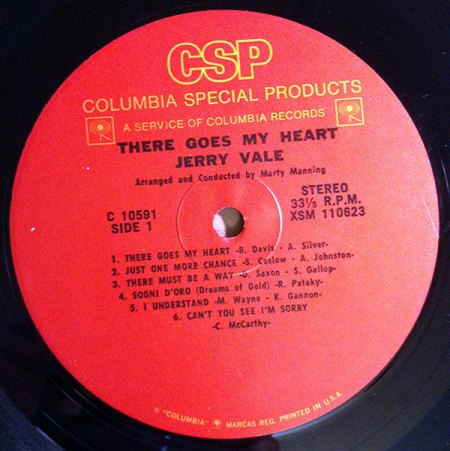 CSP
COLUMBIA SPECIAL PRODUCTS
A SERVICE OF COLUMBIA RECORDS
THERE GOES MY HEART
JERRY VALE
Arranged and Conducted by Marty Manning
C 10591
SIDE 1
STEREO
33⅓ R.P.M.
XSM 110623
1. THERE GOES MY HEART -B. Davis - A. Silver-
2. JUST ONE MORE CHANCE -S. Coslow - A. Johnston-
3. THERE MUST BE A WAY -D. Saxon - S. Gallop-
4. SOGNI D'ORO (Dreams of Gold) -R. Pataky-
5. I UNDERSTAND -M. Wayne - K. Gannon-
6. CAN'T YOU SEE I'M SORRY
-C. McCarthy-
© "COLUMBIA" MARCAS REG. PRINTED IN U.S.A.